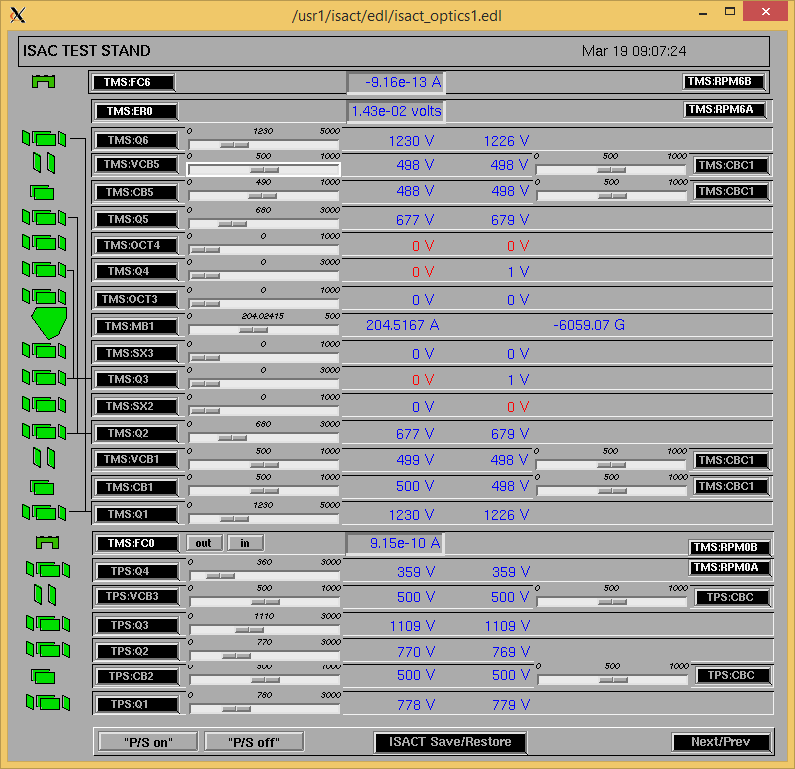 /usr1/isact/edl/isact_optics1.edl
ISAC TEST STAND Mar 19 09:07:24
TMS:FC6 -9.16e-13 A TMS:RPM6B
TMS:ER0 1.43e-02 volts TMS:RPM6A
TMS:Q6 0 1230 5000 1230 V 1226 V
TMS:VCB5 0 500 1000 498 V 498 V 0 500 1000 TMS:CBC1
TMS:CB5 0 490 1000 488 V 498 V 0 500 1000 TMS:CBC1
TMS:Q5 0 680 3000 677 V 679 V
TMS:OCT4 0 0 1000 0 V 0 V
TMS:Q4 0 0 3000 0 V 1 V
TMS:OCT3 0 0 1000 0 V 0 V
TMS:MB1 0 204.02415 500 204.5167 A -6059.07 G
TMS:SX3 0 0 1000 0 V 0 V
TMS:Q3 0 0 3000 0 V 1 V
TMS:SX2 0 0 1000 0 V 0 V
TMS:Q2 0 680 3000 677 V 679 V
TMS:VCB1 0 500 1000 499 V 498 V 0 500 1000 TMS:CBC1
TMS:CB1 0 500 1000 500 V 498 V 0 500 1000 TMS:CBC1
TMS:Q1 0 1230 5000 1230 V 1226 V
TMS:FC0 out in 9.15e-10 A TMS:RPM0B
TPS:Q4 0 360 3000 359 V 359 V TMS:RPM0A
TPS:VCB3 0 500 1000 500 V 500 V 0 500 1000 TPS:CBC
TPS:Q3 0 1110 3000 1109 V 1109 V
TPS:Q2 0 770 3000 770 V 769 V
TPS:CB2 0 500 1000 500 V 500 V 0 500 1000 TPS:CBC
TPS:Q1 0 780 3000 778 V 779 V
"P/S on" "P/S off" ISACT Save/Restore Next/Prev